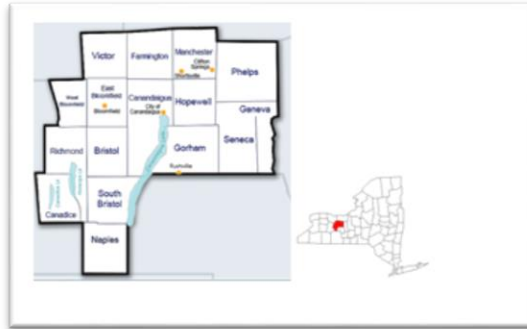 Victor
Farmington
Manchester
Clifton
Springs
Shortsville
Phelps
West
Bloomfield
East
Bloomfield
Bloomfield
Canandaigua
City of
Canandaigua
Hopewell
Geneva
Richmond
Bristol
Gorham
Seneca
Rushville
Canadice
South
Bristol
Naples